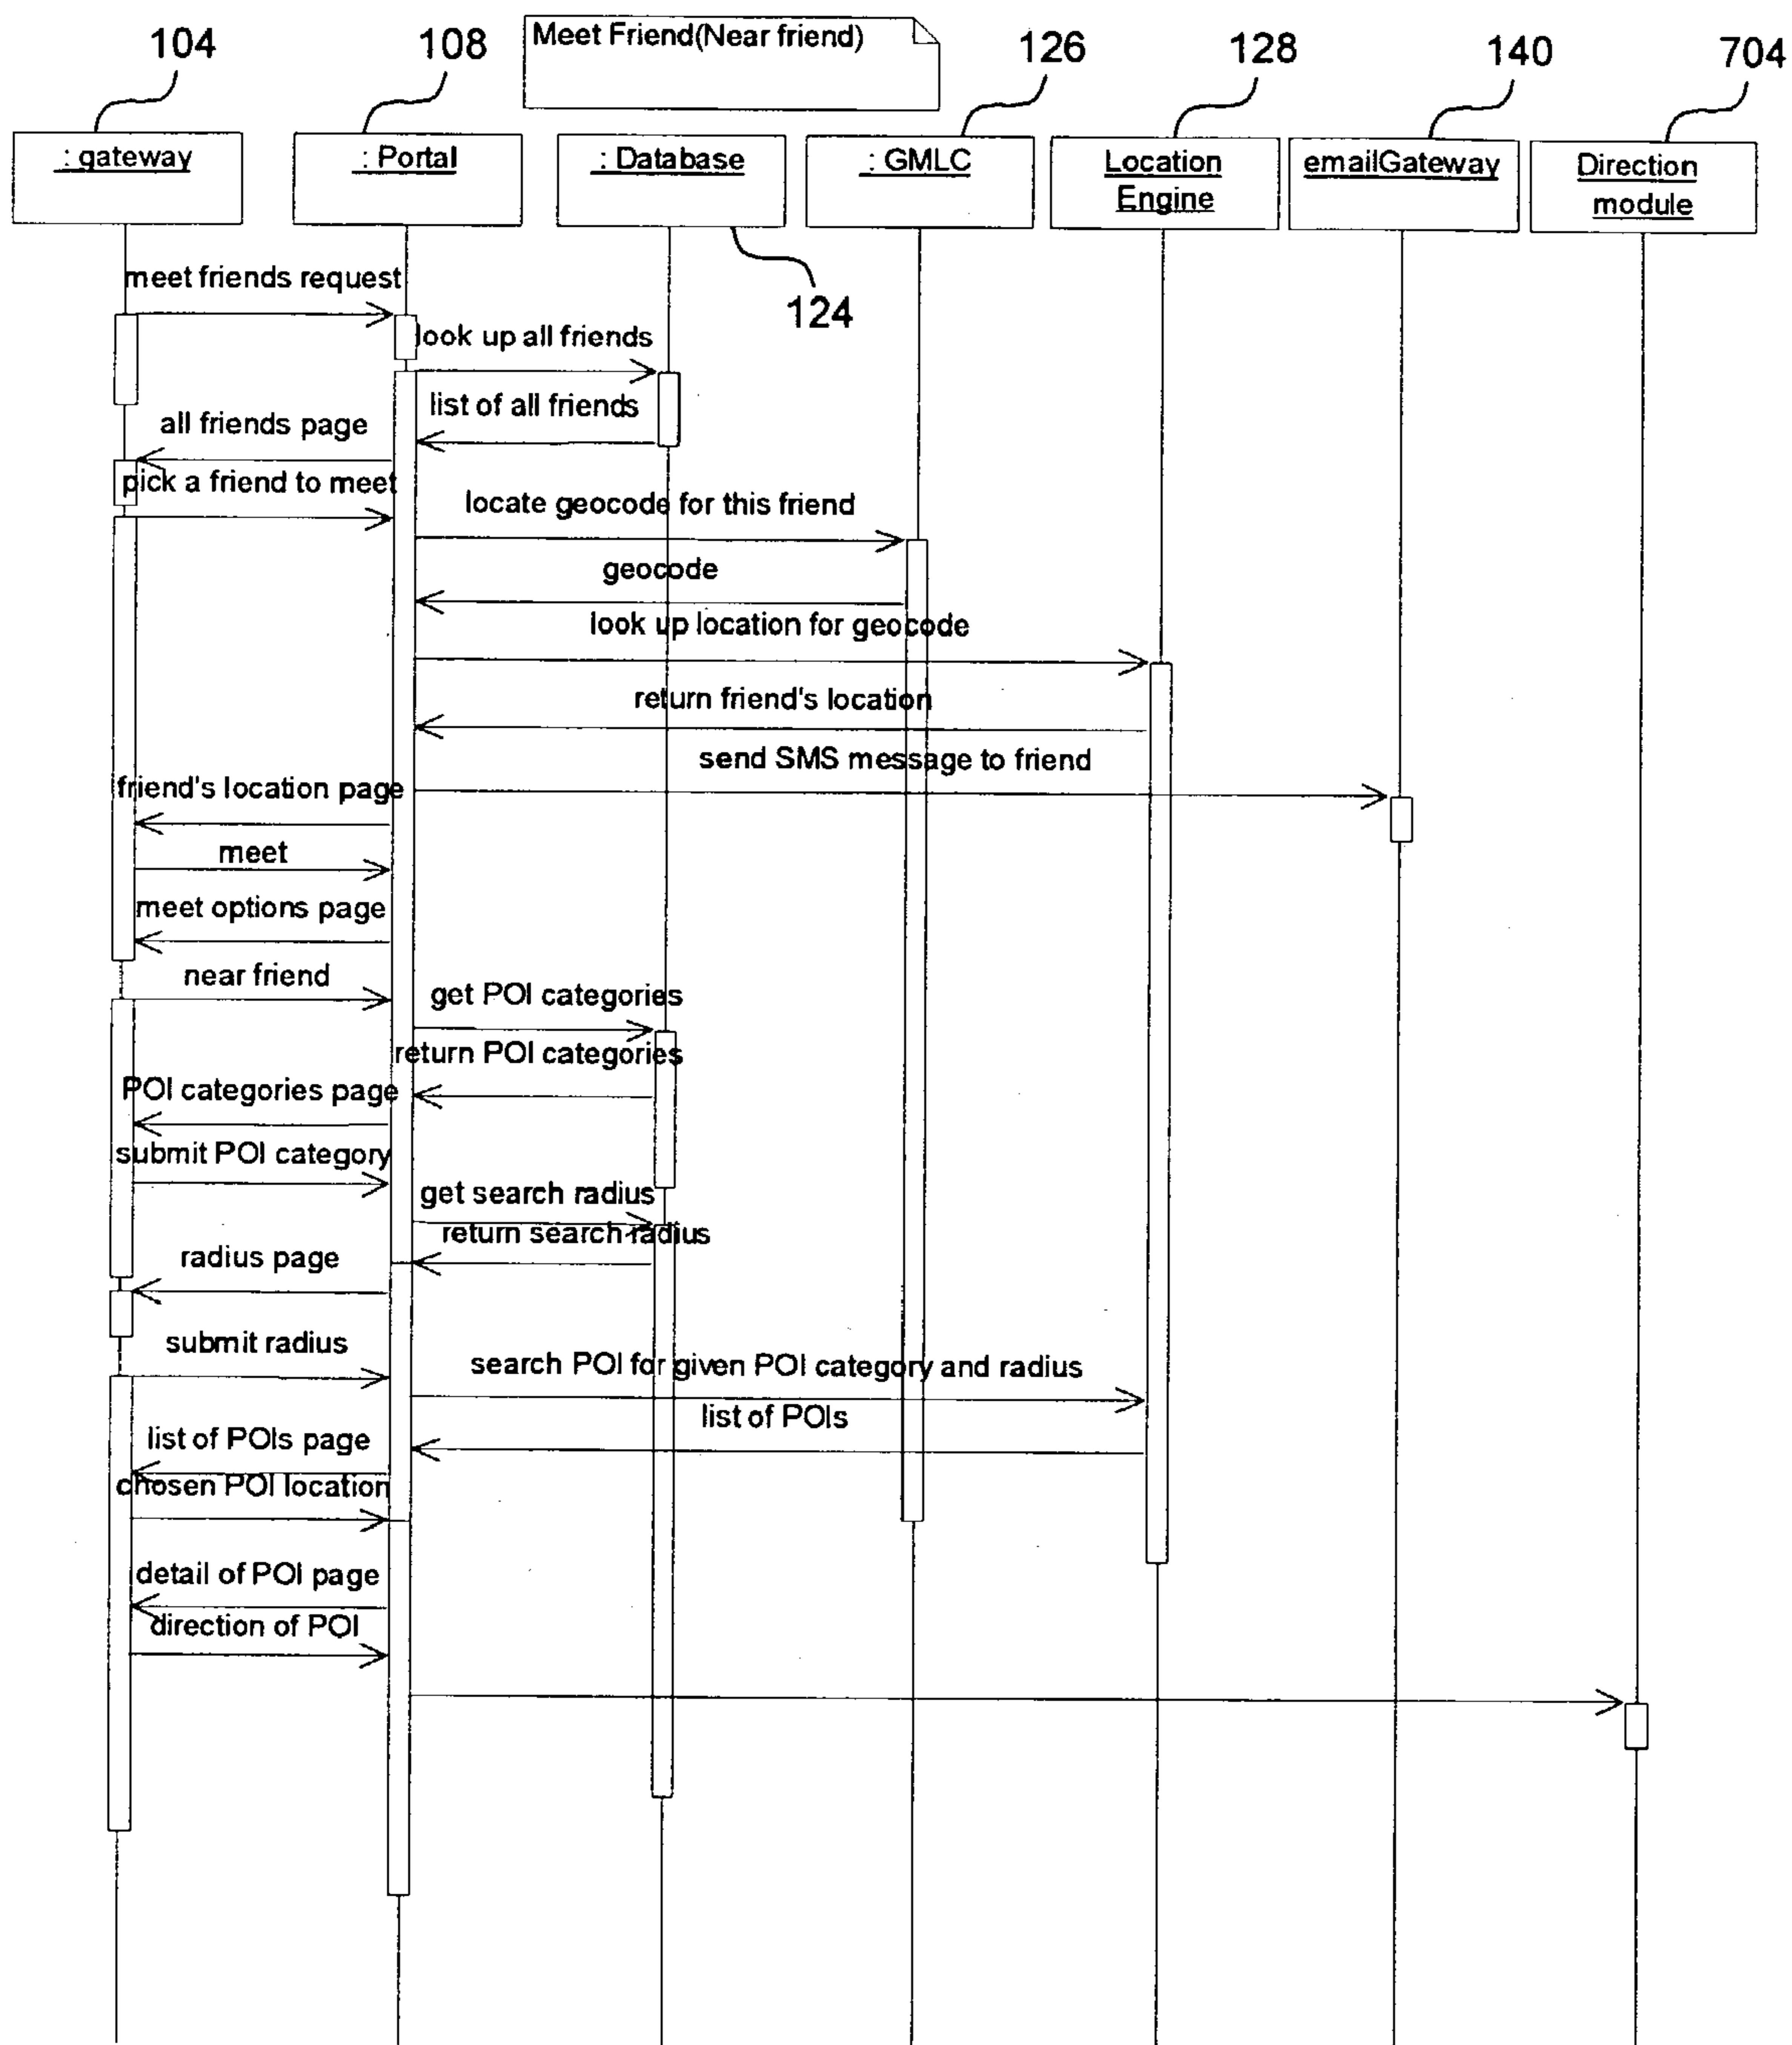 104
108
Meet Friend(Near friend)
126
128
140
704
: gateway
: Portal
: Database
: GMLC
Location
Engine
emailGateway
Direction
module
124
meet friends request
look up all friends
list of all friends
all friends page
pick a friend to meet
locate geocode for this friend
geocode
look up location for geocode
return friend's location
send SMS message to friend
friend's location page
meet
meet options page
near friend
get POI categories
return POI categories
POI categories page
submit POI category
get search radius
return search radius
radius page
submit radius
search POI for given POI category and radius
list of POIs
list of POIs page
chosen POI location
detail of POI page
direction of POI